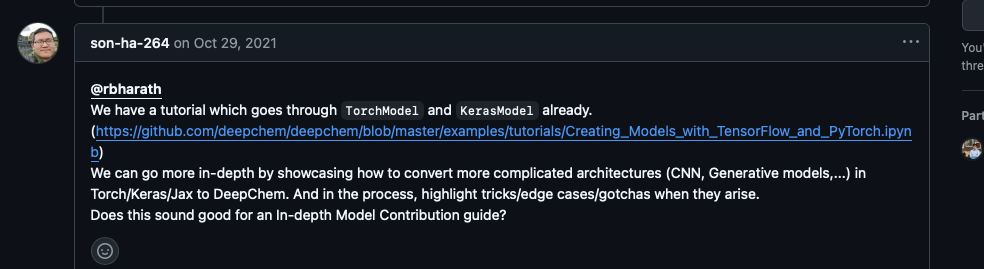 son-ha-264 on Oct 29, 2021
@rbharath
We have a tutorial which goes through TorchModel and KerasModel already.
(https://github.com/deepchem/deepchem/blob/master/examples/tutorials/Creating_Models_with_TensorFlow_and_PyTorch.ipyn
b)
We can go more in-depth by showcasing how to convert more complicated architectures (CNN, Generative models,...) in
Torch/Keras/Jax to DeepChem. And in the process, highlight tricks/edge cases/gotchas when they arise.
Does this sound good for an In-depth Model Contribution guide?
You'
thre
Part